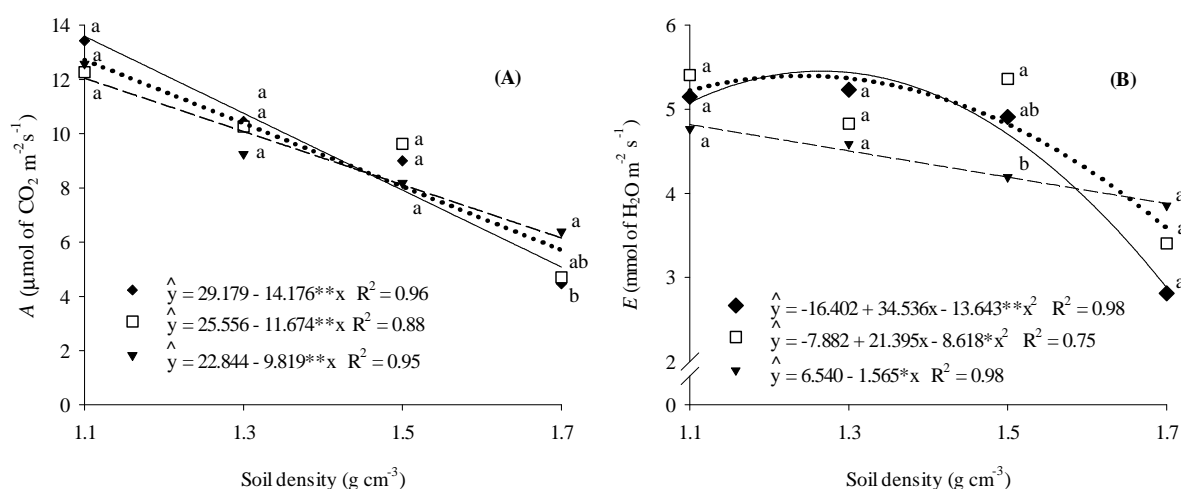 14
12
10
8
6
4
2
0
A (µmol of CO₂ m⁻² s⁻¹)
(A)
a
a
a
a
a
a
a
a
a
a
ab
b
ŷ = 29.179 - 14.176**x R² = 0.96
ŷ = 25.556 - 11.674**x R² = 0.88
ŷ = 22.844 - 9.819**x R² = 0.95
1.1 1.3 1.5 1.7
Soil density (g cm⁻³)
6
5
4
3
2
0
E (mmol of H₂O m⁻² s⁻¹)
(B)
a
a
a
a
a
a
a
ab
b
a
a
a
ŷ = -16.402 + 34.536x - 13.643**x² R² = 0.98
ŷ = -7.882 + 21.395x - 8.618*x² R² = 0.75
ŷ = 6.540 - 1.565*x R² = 0.98
1.1 1.3 1.5 1.7
Soil density (g cm⁻³)